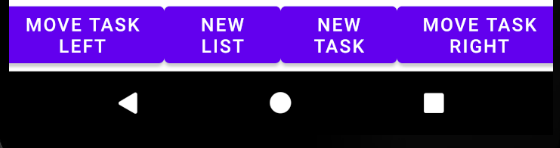 MOVE TASK
LEFT
NEW
LIST
NEW
TASK
MOVE TASK
RIGHT